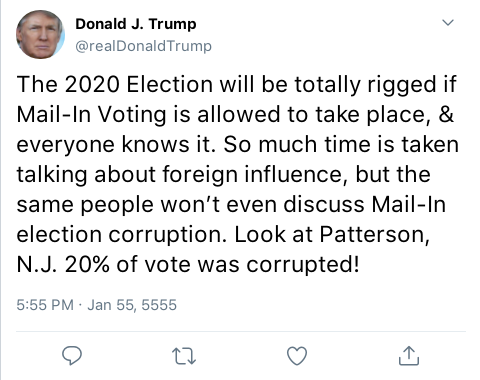 Donald J. Trump
@realDonaldTrump
The 2020 Election will be totally rigged if
Mail-In Voting is allowed to take place, &
everyone knows it. So much time is taken
talking about foreign influence, but the
same people won’t even discuss Mail-In
election corruption. Look at Patterson,
N.J. 20% of vote was corrupted!
5:55 PM · Jan 55, 5555